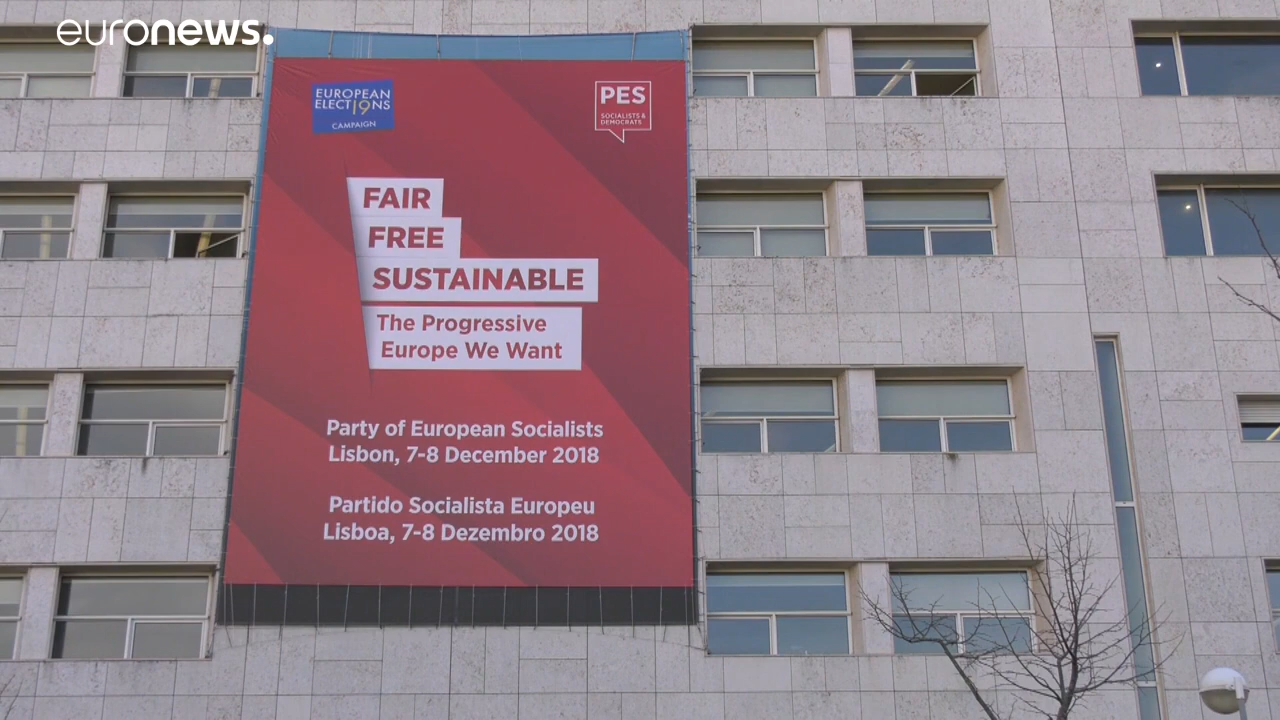 euronews.
EUROPEAN
ELECT19NS
CAMPAIGN
PES
SOCIALISTS &
DEMOCRATS
FAIR
FREE
SUSTAINABLE
The Progressive
Europe We Want
Party of European Socialists
Lisbon, 7-8 December 2018
Partido Socialista Europeu
Lisboa, 7-8 Dezembro 2018